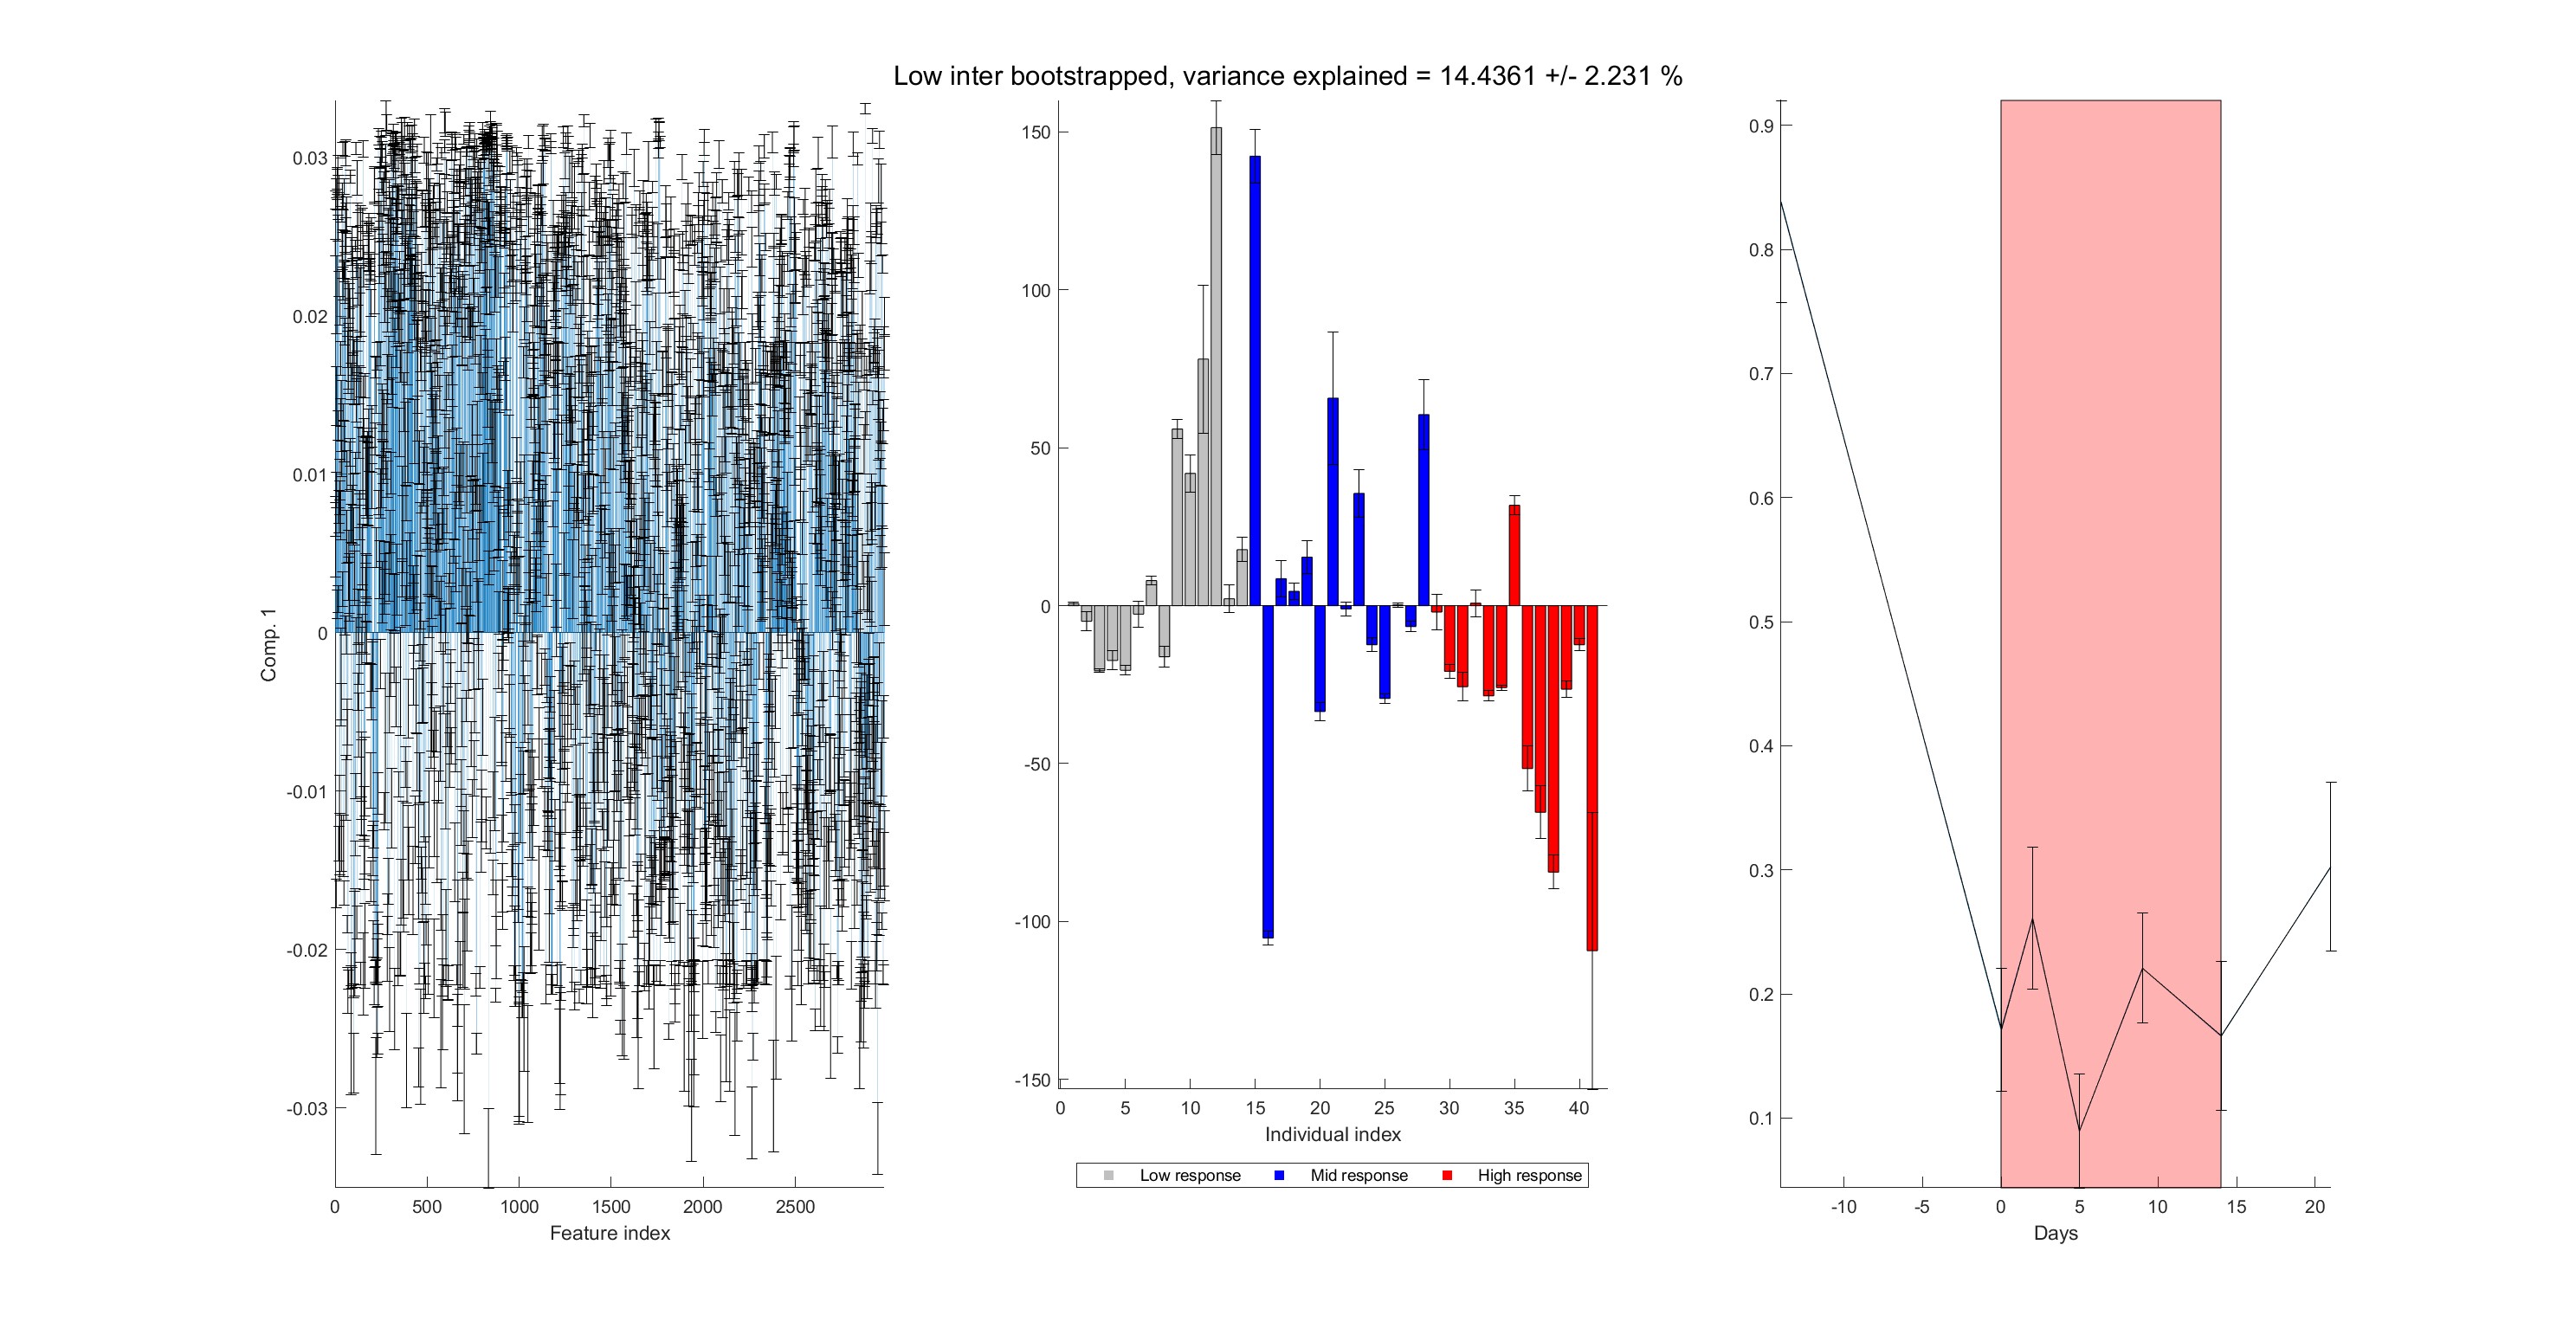 Low inter bootstrapped, variance explained = 14.4361 +/- 2.231 %
Comp. 1
0.03
0.02
0.01
0
-0.01
-0.02
-0.03
0 500 1000 1500 2000 2500
Feature index
150
100
50
0
-50
-100
-150
0 5 10 15 20 25 30 35 40
Individual index
Low response Mid response High response
0.9
0.8
0.7
0.6
0.5
0.4
0.3
0.2
0.1
-10 -5 0 5 10 15 20
Days